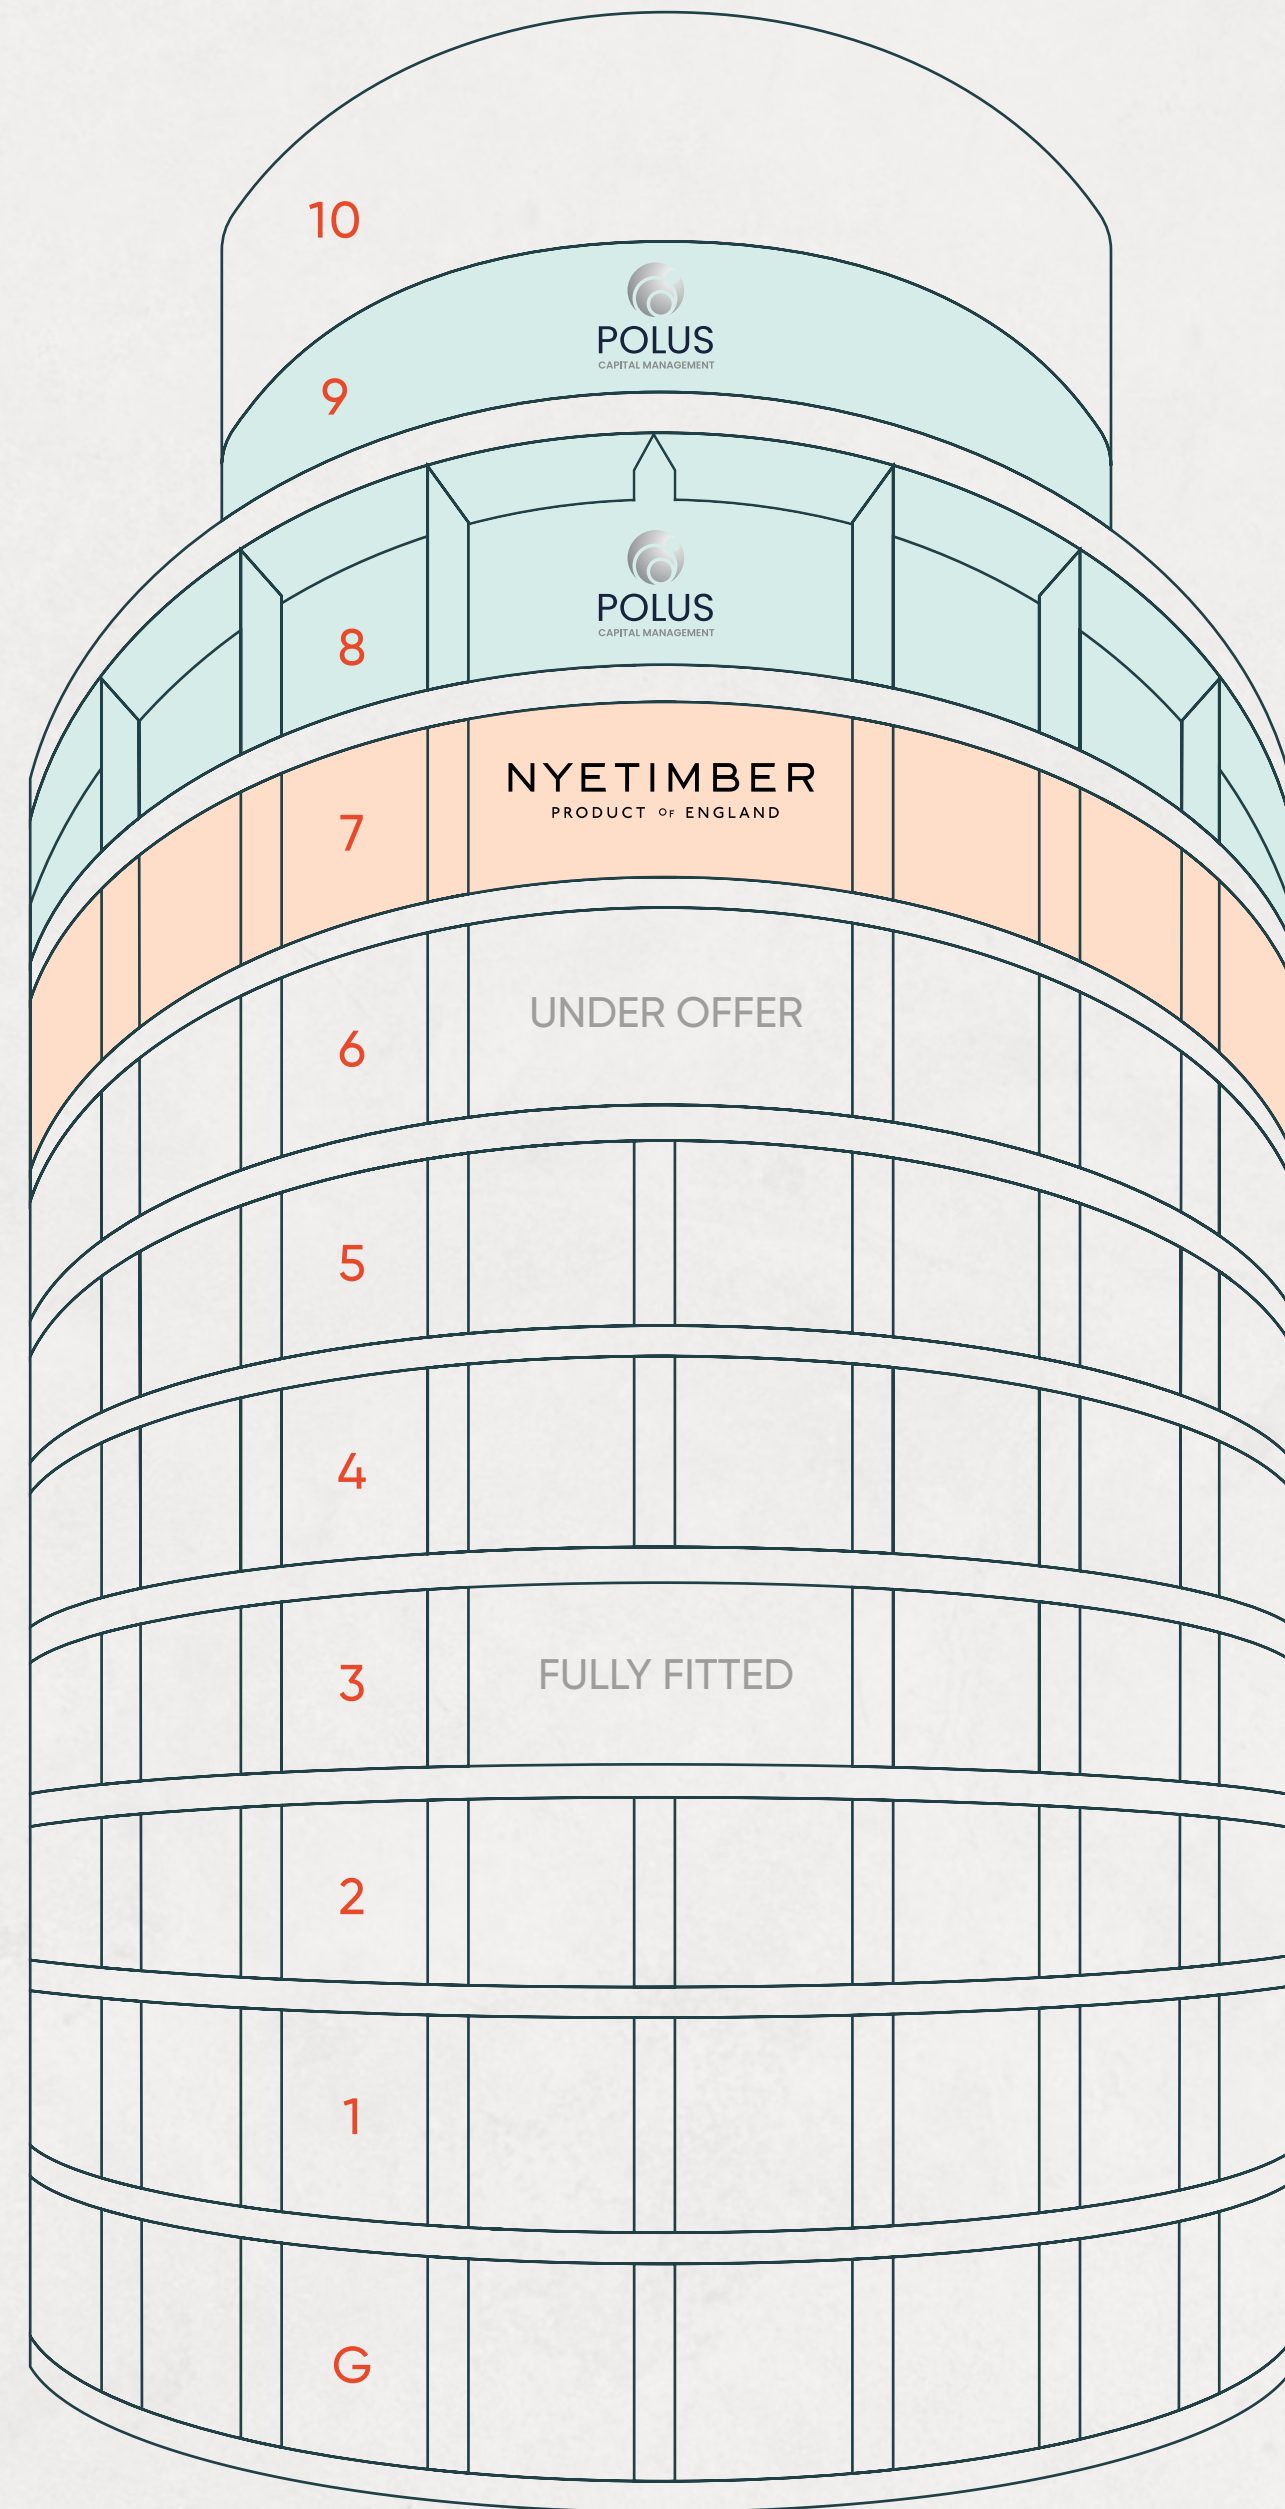 10
POLUS
CAPITAL MANAGEMENT
9
POLUS
CAPITAL MANAGEMENT
8
NYETIMBER
PRODUCT OF ENGLAND
7
UNDER OFFER
6
5
4
FULLY FITTED
3
2
1
G